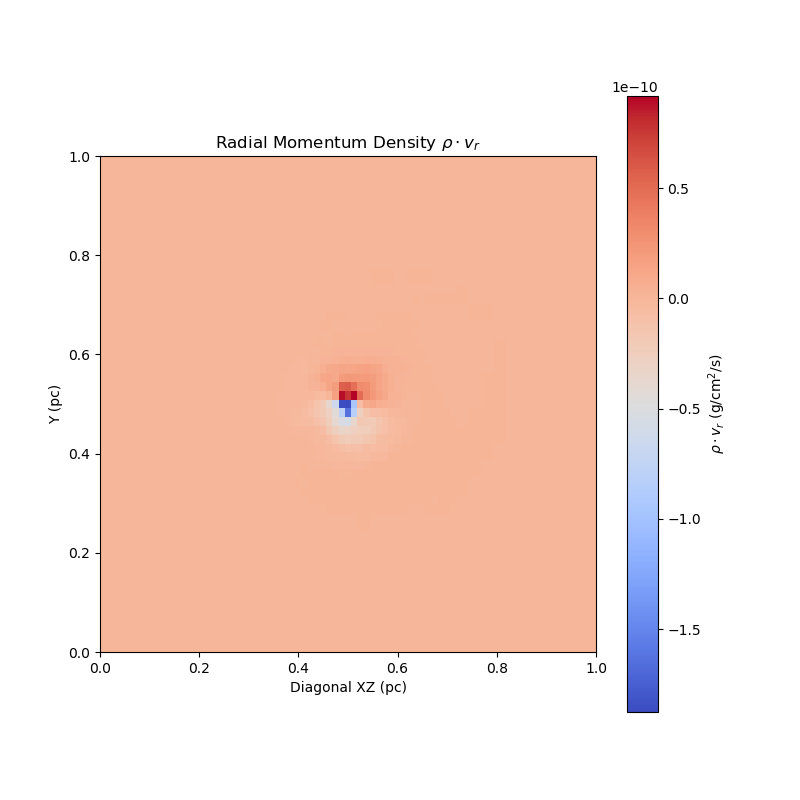 1e−10
Radial Momentum Density ρ · v_r
1.0
0.8
0.6
0.4
0.2
0.0
Y (pc)
0.0 0.2 0.4 0.6 0.8 1.0
Diagonal XZ (pc)
0.5
0.0
−0.5
−1.0
−1.5
ρ · v_r (g/cm²/s)